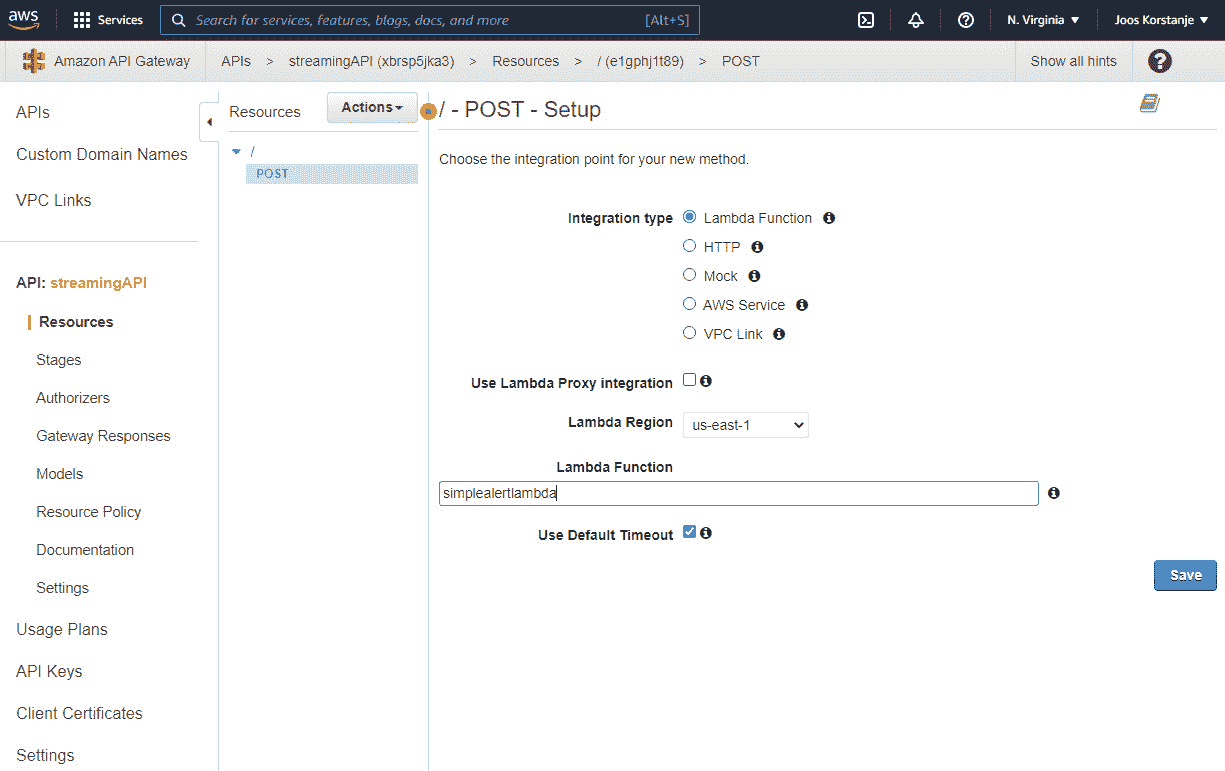 aws Services Search for services, features, blogs, docs, and more [Alt+S] N. Virginia ▼ Joos Korstanje ▼
Amazon API Gateway APIs > streamingAPI (xbrsp5jka3) > Resources > / (e1gphj1t89) > POST Show all hints
APIs
Custom Domain Names
VPC Links
API: streamingAPI
Resources
Stages
Authorizers
Gateway Responses
Models
Resource Policy
Documentation
Settings
Usage Plans
API Keys
Client Certificates
Settings
Resources Actions
/
POST
/ - POST - Setup
Choose the integration point for your new method.
Integration type Lambda Function
HTTP
Mock
AWS Service
VPC Link
Use Lambda Proxy integration
Lambda Region us-east-1
Lambda Function
simplealertlambda
Use Default Timeout
Save